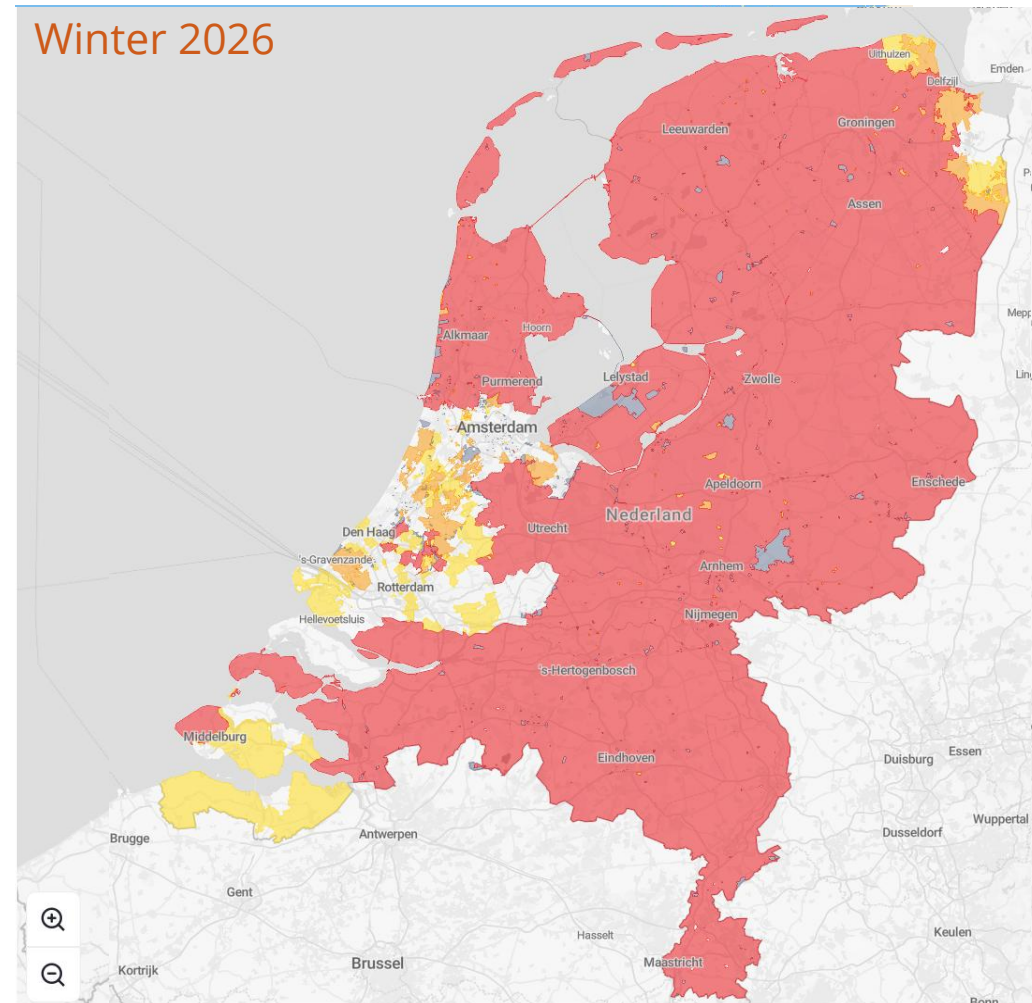 Winter 2026
Uithuizen
Emden
Delfzijl
Leeuwarden
Groningen
Assen
Mepp
Alkmaar
Hoorn
Lin
Purmerend
Lelystad
Zwolle
Amsterdam
Apeldoorn
Enschede
Nederland
Den Haag
Utrecht
's-Gravenzande
Arnhem
Rotterdam
Nijmegen
Hellevoetsluis
's-Hertogenbosch
Middelburg
Eindhoven
Duisburg
Essen
Wuppertal
Brugge
Antwerpen
Dusseldorf
Gent
Hasselt
Keulen
Kortrijk
Brussel
Maastricht
Bonn